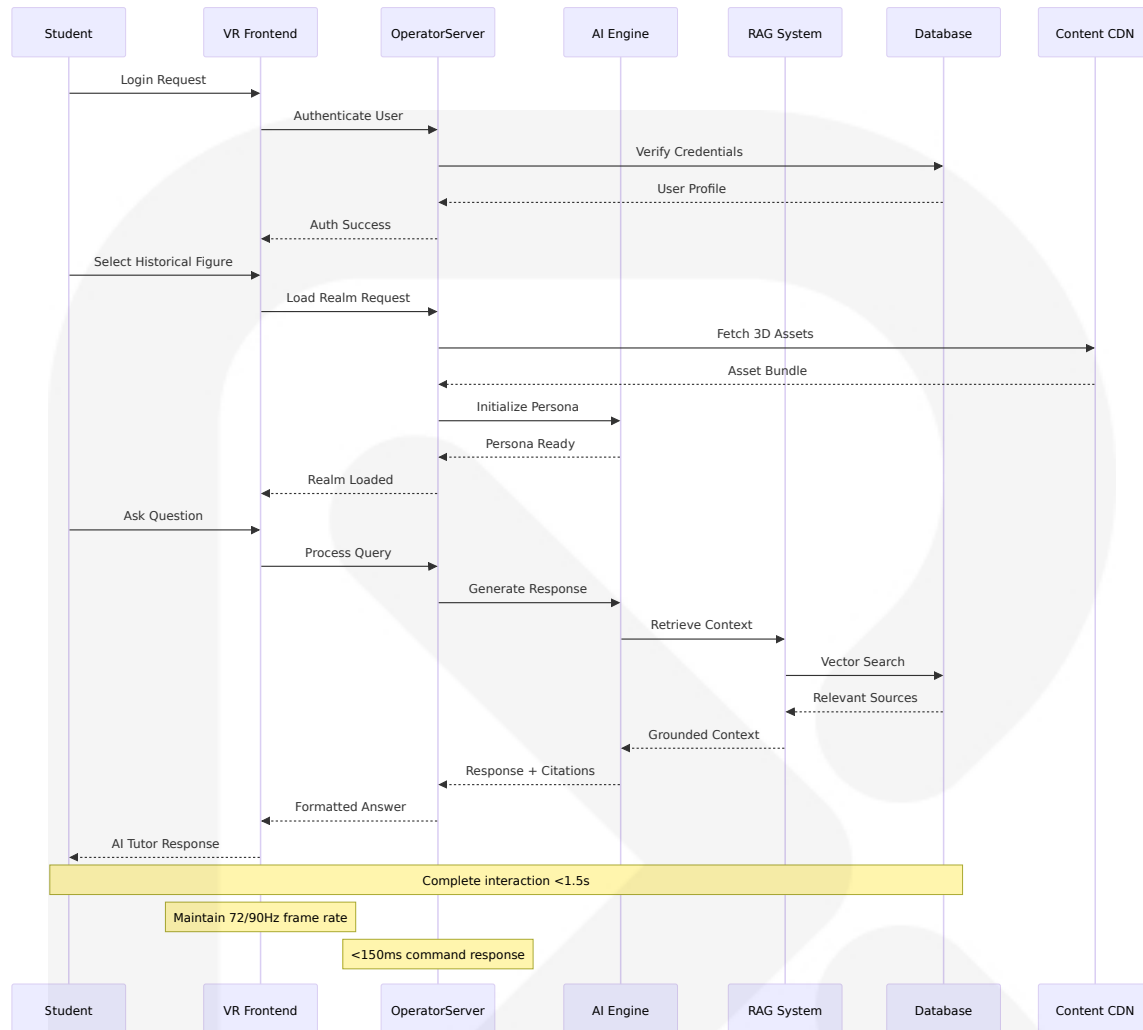 Student
VR Frontend
OperatorServer
AI Engine
RAG System
Database
Content CDN
Login Request
Authenticate User
Verify Credentials
User Profile
Auth Success
Select Historical Figure
Load Realm Request
Fetch 3D Assets
Asset Bundle
Initialize Persona
Persona Ready
Realm Loaded
Ask Question
Process Query
Generate Response
Retrieve Context
Vector Search
Relevant Sources
Grounded Context
Response + Citations
Formatted Answer
AI Tutor Response
Complete interaction <1.5s
Maintain 72/90Hz frame rate
<150ms command response
Student
VR Frontend
OperatorServer
AI Engine
RAG System
Database
Content CDN